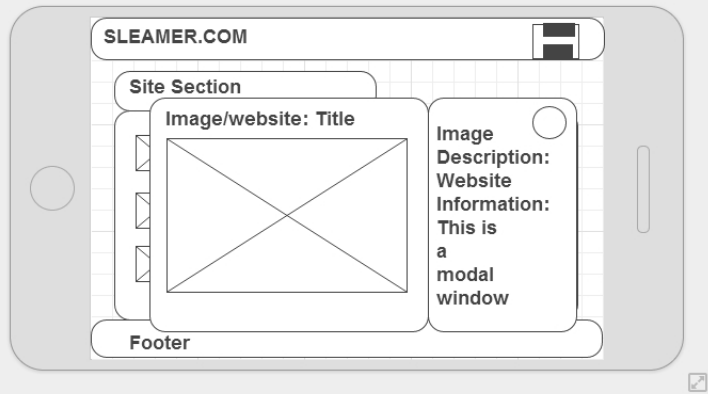 SLEAMER.COM
Site Section
Image/website: Title
Image
Description:
Website
Information:
This is
a
modal
window
Footer